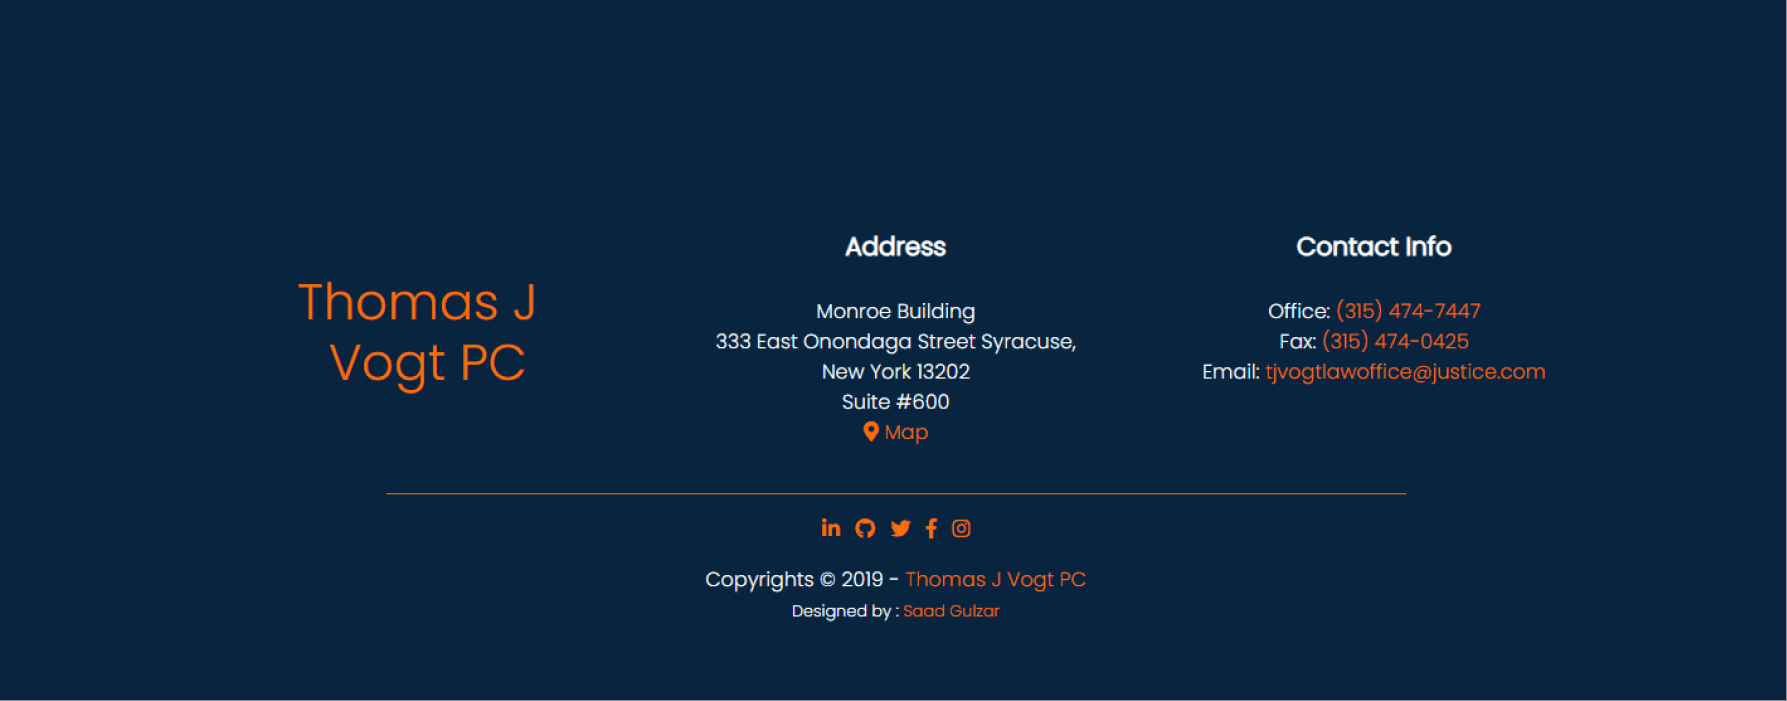 Thomas J
Vogt PC
Address
Monroe Building
333 East Onondaga Street Syracuse,
New York 13202
Suite #600
Map
Contact Info
Office: (315) 474-7447
Fax: (315) 474-0425
Email: tjvogtlawoffice@justice.com
Copyrights © 2019 - Thomas J Vogt PC
Designed by : Saad Gulzar